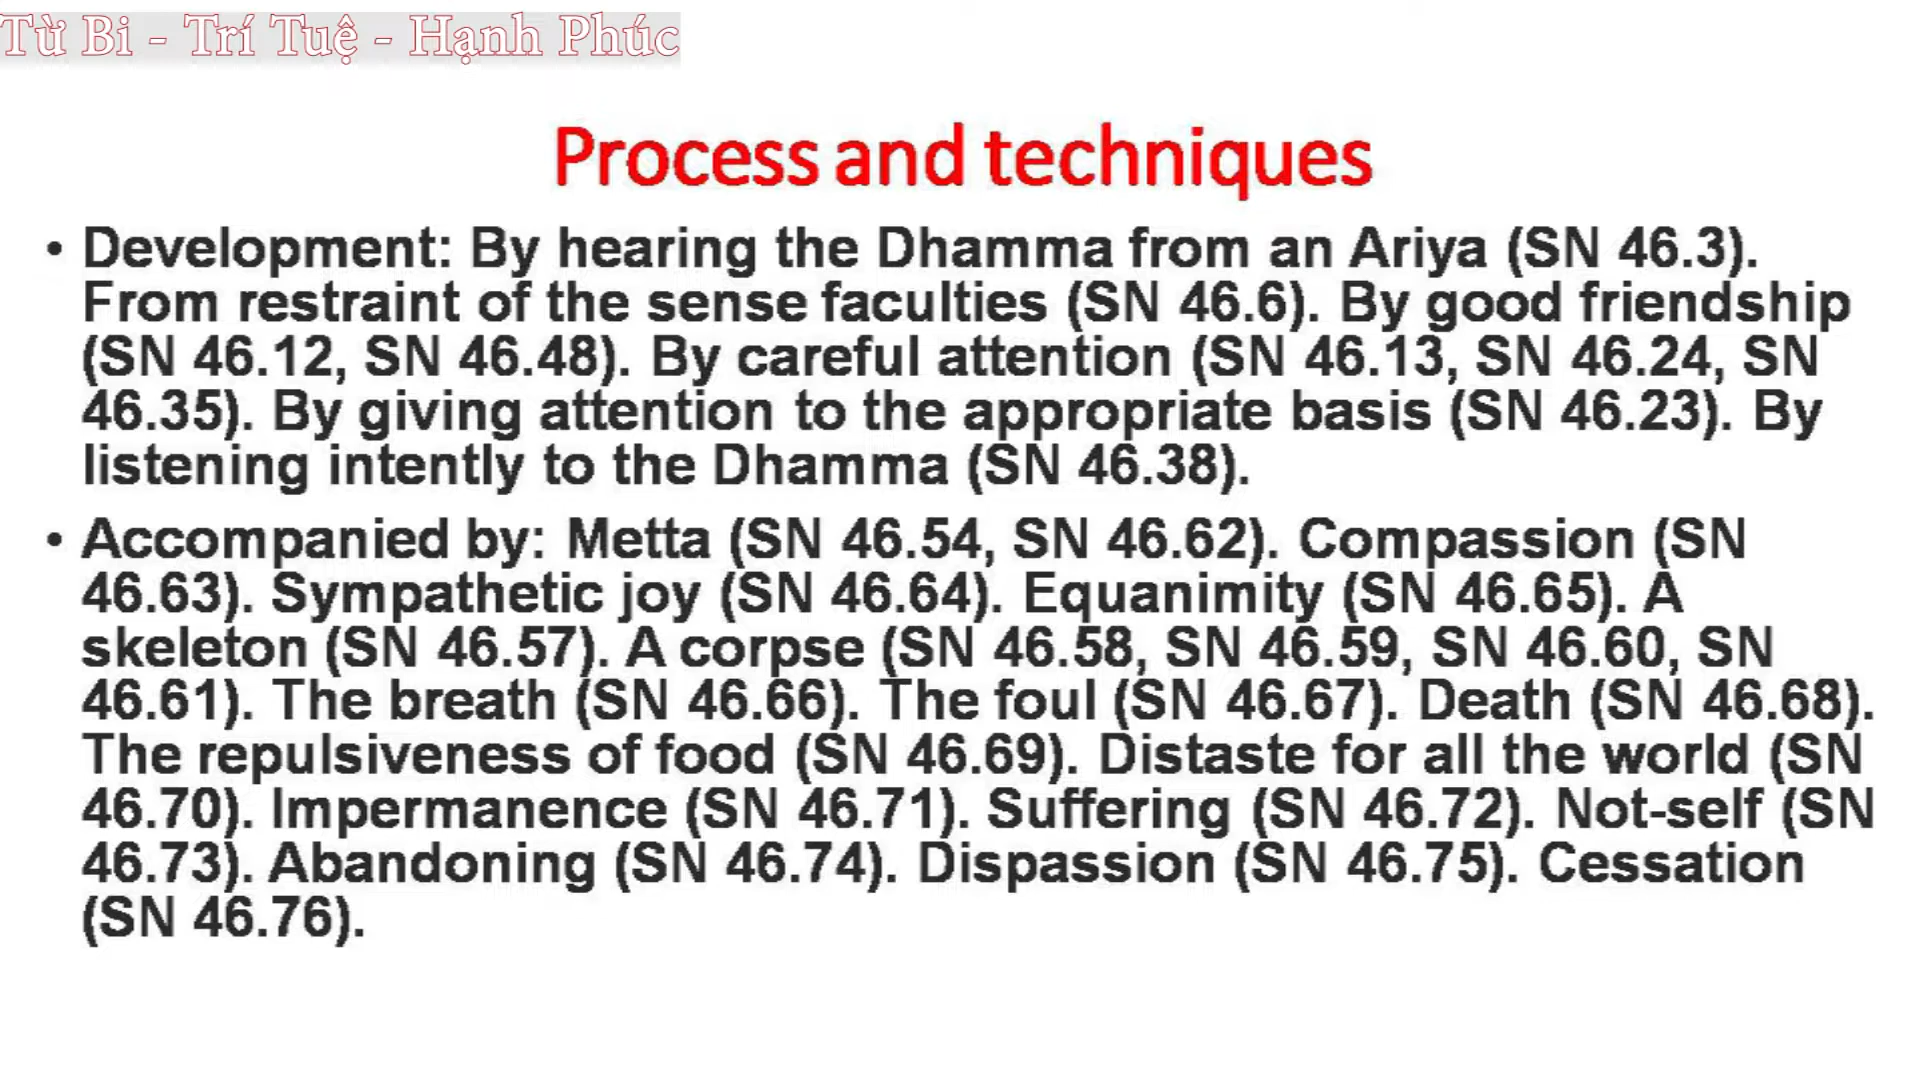 Từ Bi - Trí Tuệ - Hạnh Phúc
Process and techniques
• Development: By hearing the Dhamma from an Ariya (SN 46.3).
From restraint of the sense faculties (SN 46.6). By good friendship
(SN 46.12, SN 46.48). By careful attention (SN 46.13, SN 46.24, SN
46.35). By giving attention to the appropriate basis (SN 46.23). By
listening intently to the Dhamma (SN 46.38).
• Accompanied by: Metta (SN 46.54, SN 46.62). Compassion (SN
46.63). Sympathetic joy (SN 46.64). Equanimity (SN 46.65). A
skeleton (SN 46.57). A corpse (SN 46.58, SN 46.59, SN 46.60, SN
46.61). The breath (SN 46.66). The foul (SN 46.67). Death (SN 46.68).
The repulsiveness of food (SN 46.69). Distaste for all the world (SN
46.70). Impermanence (SN 46.71). Suffering (SN 46.72). Not-self (SN
46.73). Abandoning (SN 46.74). Dispassion (SN 46.75). Cessation
(SN 46.76).